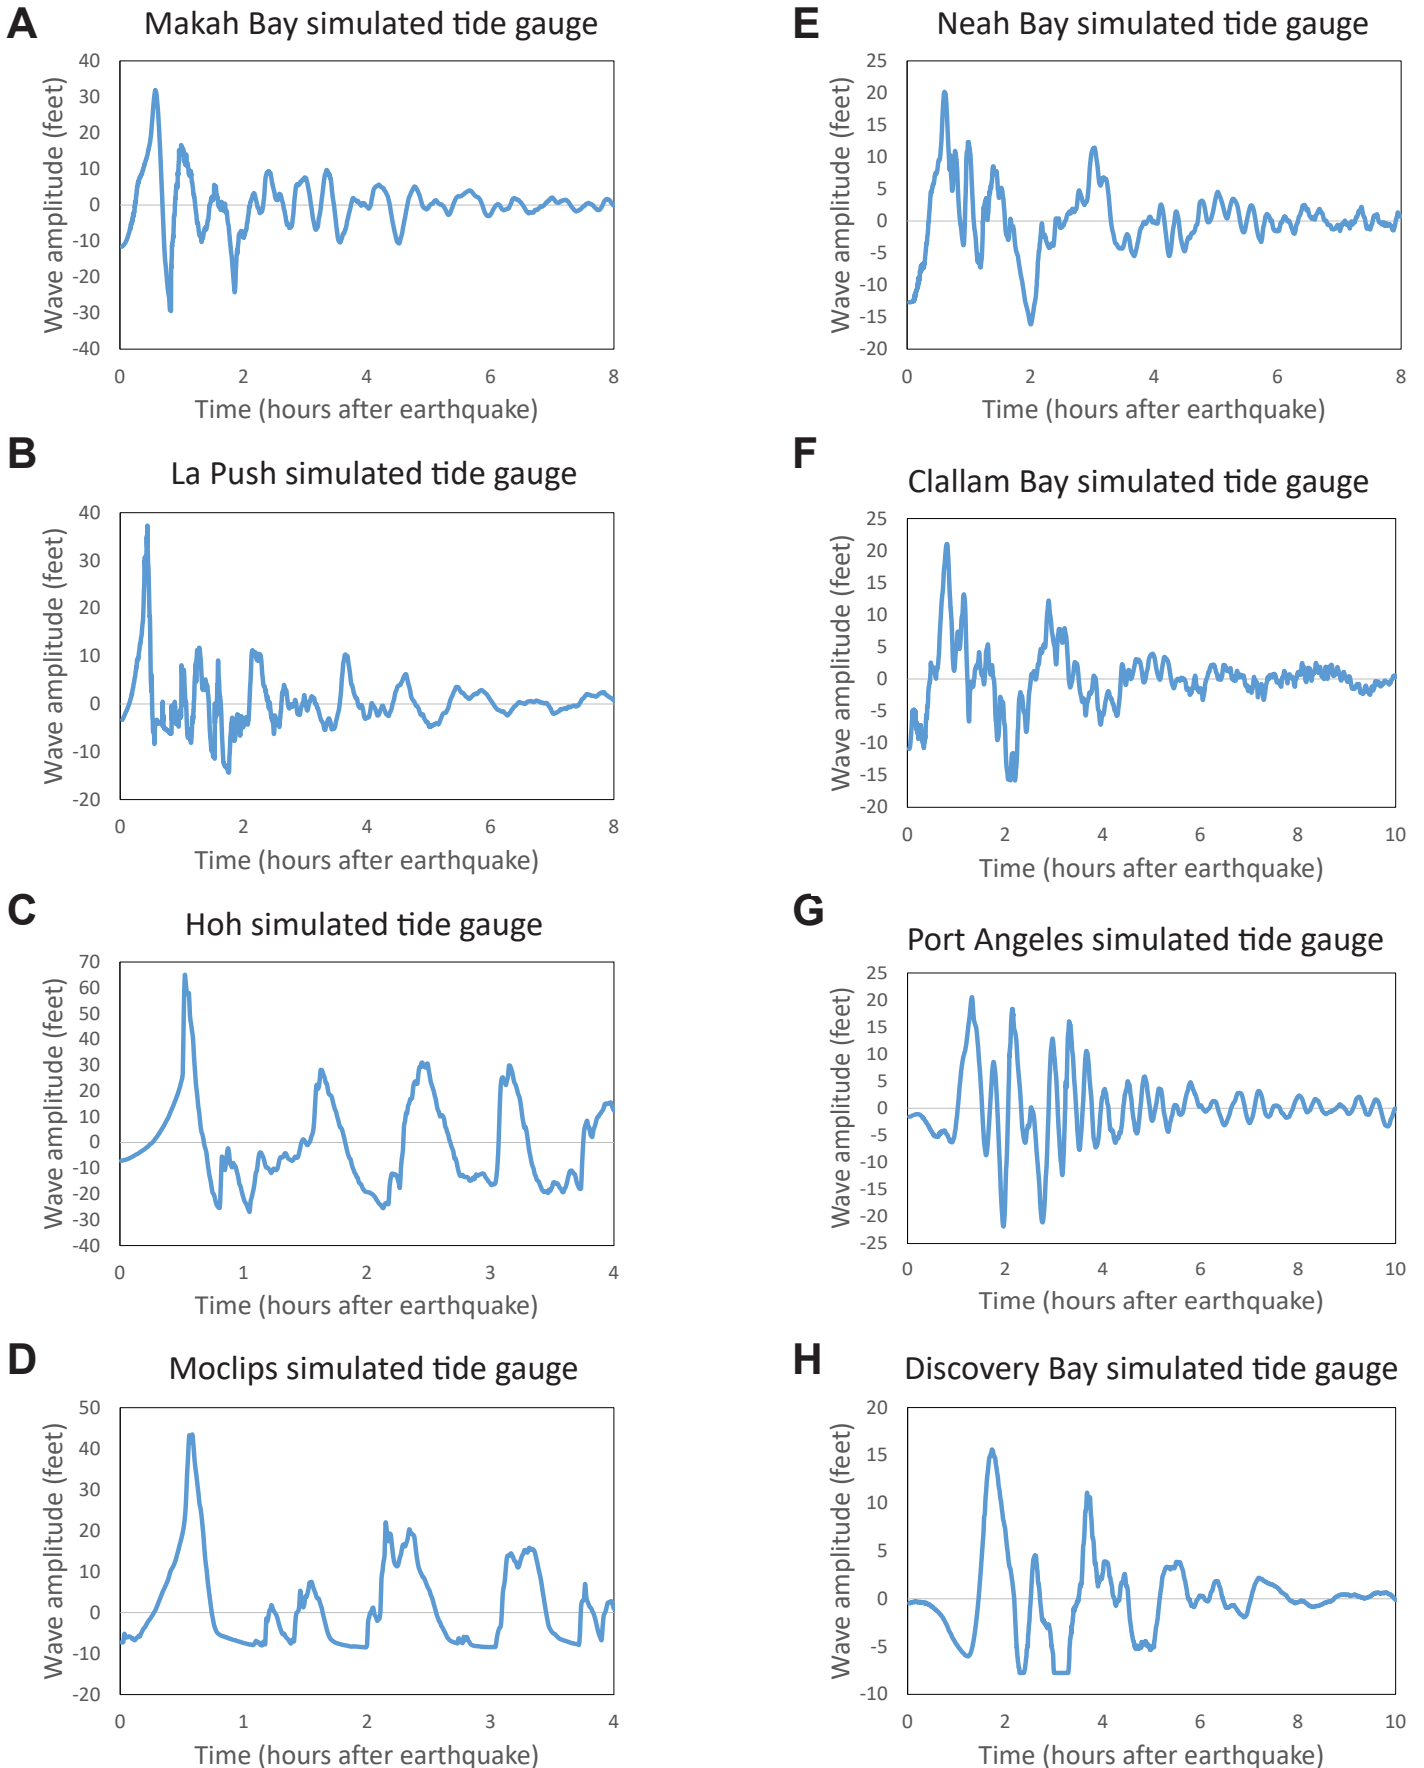 A
Makah Bay simulated tide gauge
Wave amplitude (feet)
40
30
20
10
0
-10
-20
-30
-40
0 2 4 6 8
Time (hours after earthquake)
B
La Push simulated tide gauge
Wave amplitude (feet)
40
30
20
10
0
-10
-20
0 2 4 6 8
Time (hours after earthquake)
C
Hoh simulated tide gauge
Wave amplitude (feet)
70
60
50
40
30
20
10
0
-10
-20
-30
-40
0 1 2 3 4
Time (hours after earthquake)
D
Moclips simulated tide gauge
Wave amplitude (feet)
50
40
30
20
10
0
-10
-20
0 1 2 3 4
Time (hours after earthquake)
E
Neah Bay simulated tide gauge
Wave amplitude (feet)
25
20
15
10
5
0
-5
-10
-15
-20
0 2 4 6 8
Time (hours after earthquake)
F
Clallam Bay simulated tide gauge
Wave amplitude (feet)
25
20
15
10
5
0
-5
-10
-15
-20
0 2 4 6 8 10
Time (hours after earthquake)
G
Port Angeles simulated tide gauge
Wave amplitude (feet)
25
20
15
10
5
0
-5
-10
-15
-20
-25
0 2 4 6 8 10
Time (hours after earthquake)
H
Discovery Bay simulated tide gauge
Wave amplitude (feet)
20
15
10
5
0
-5
-10
0 2 4 6 8 10
Time (hours after earthquake)